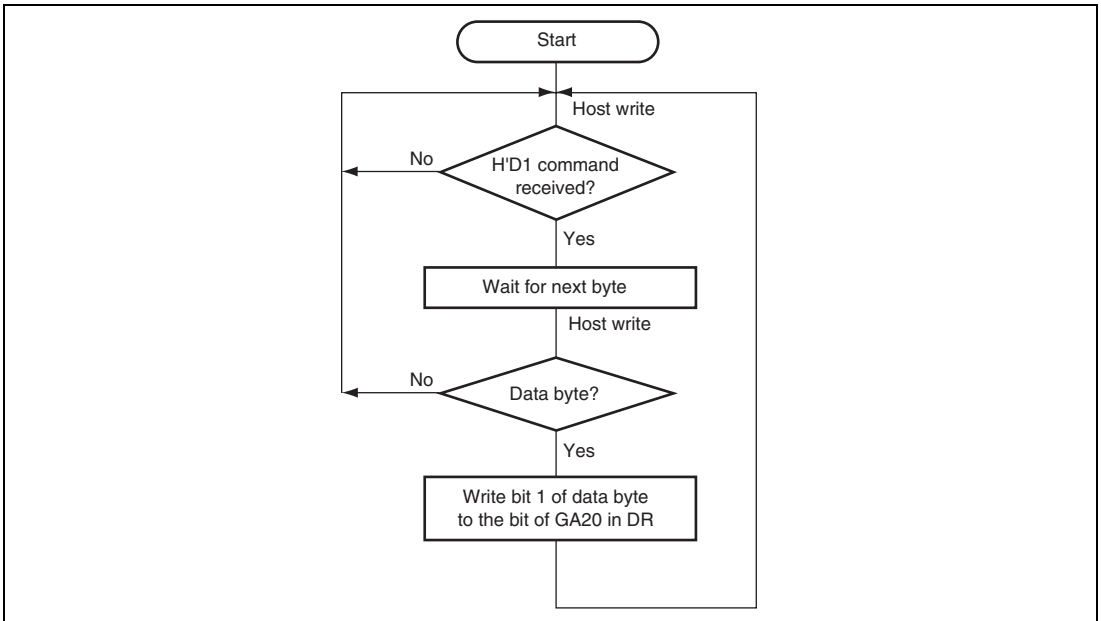 Start
Host write
H'D1 command
received?
No
Yes
Wait for next byte
Host write
Data byte?
No
Yes
Write bit 1 of data byte
to the bit of GA20 in DR